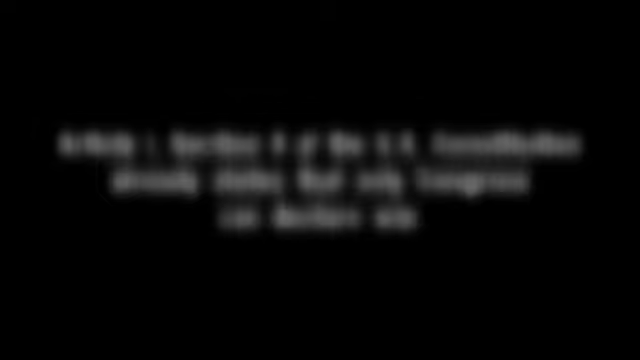 Article I, Section 8 of the U.S. Constitution
already states that only Congress
can declare war